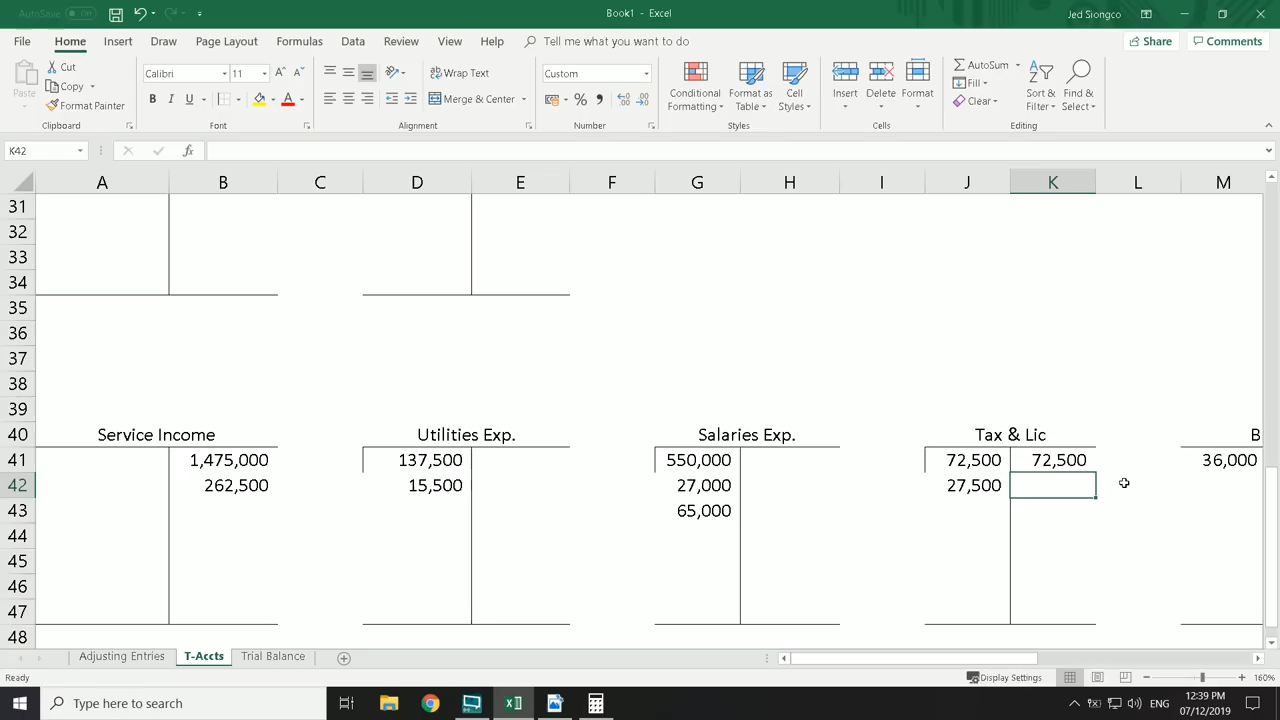 AutoSave Off Book1 - Excel Jed Siongco
File Home Insert Draw Page Layout Formulas Data Review View Help Tell me what you want to do Share Comments
Paste Cut Copy Format Painter
Calibri 11 B I U A
Wrap Text Merge & Center
Custom % ,
Conditional Formatting Format as Table Cell Styles
Insert Delete Format
AutoSum Fill Clear Sort & Filter Find & Select
Clipboard Font Alignment Number Styles Cells Editing
K42 fx
A B C D E F G H I J K L M
31
32
33
34
35
36
37
38
39
40 Service Income Utilities Exp. Salaries Exp. Tax & Lic B
41 1,475,000 137,500 550,000 72,500 72,500 36,000
42 262,500 15,500 27,000 27,500
43 65,000
44
45
46
47
48
Adjusting Entries T-Accts Trial Balance
Ready Display Settings 160%
Type here to search ENG 12:39 PM
07/12/2019